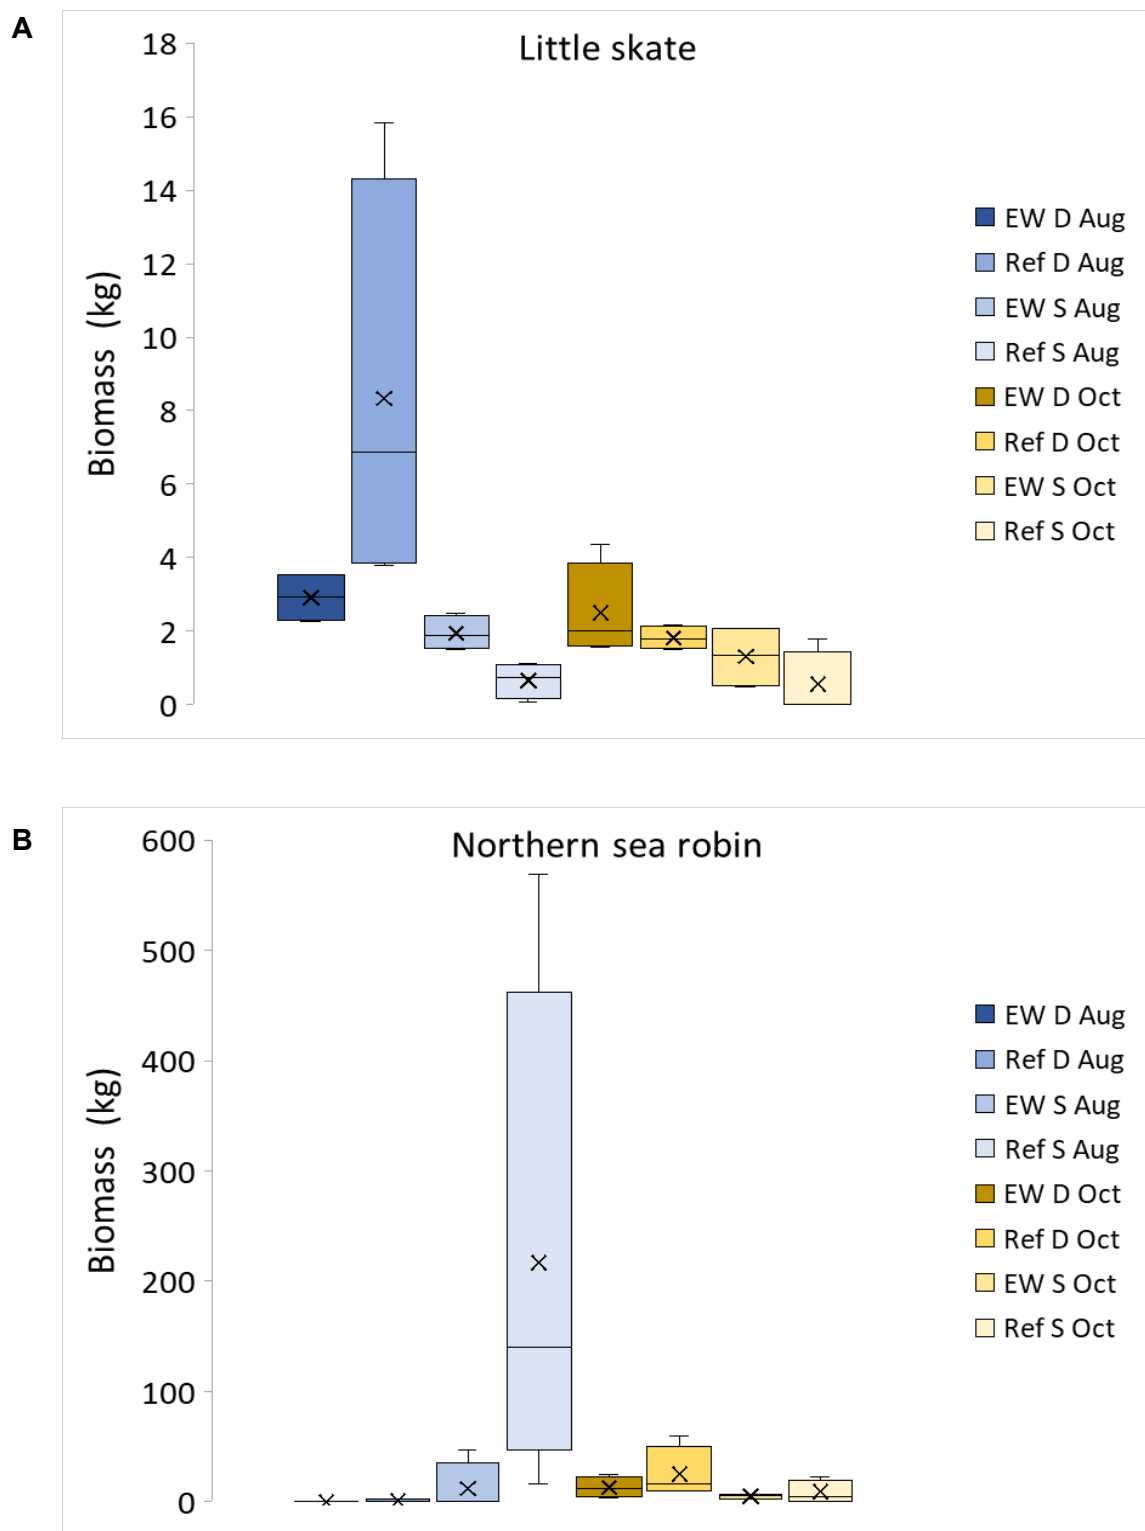 A
Little skate
18
16
14
12
10
8
6
4
2
0
Biomass (kg)
EW D Aug
Ref D Aug
EW S Aug
Ref S Aug
EW D Oct
Ref D Oct
EW S Oct
Ref S Oct
B
Northern sea robin
600
500
400
300
200
100
0
Biomass (kg)
EW D Aug
Ref D Aug
EW S Aug
Ref S Aug
EW D Oct
Ref D Oct
EW S Oct
Ref S Oct